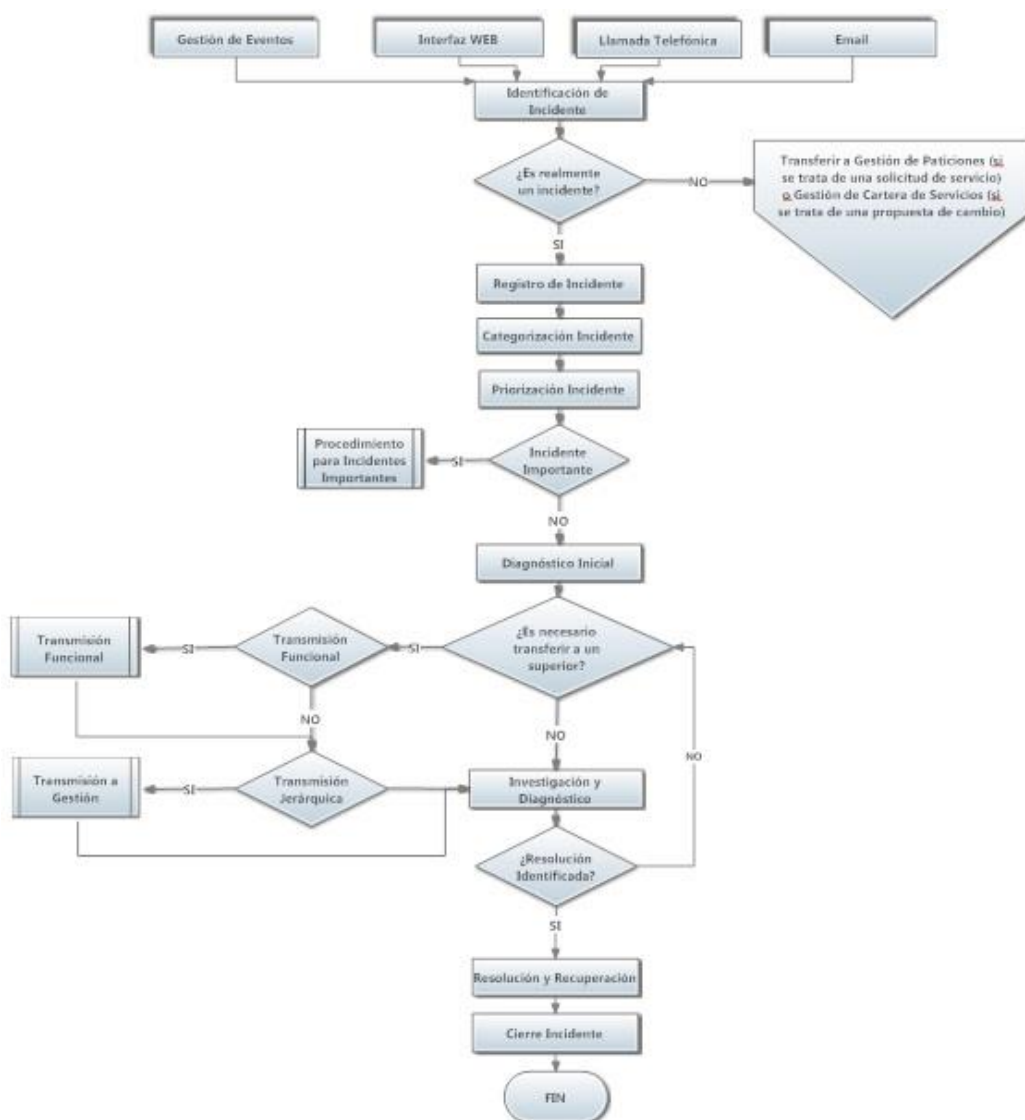 Gestión de Eventos
Interfaz WEB
Llamada Telefónica
Email
Identificación de
Incidente
¿Es realmente
un incidente?
NO
Transferir a Gestión de Paticiones (si
se trata de una solicitud de servicio)
o Gestión de Cartera de Servicios (si
se trata de una propuesta de cambio)
SI
Registro de Incidente
Categorización Incidente
Priorización Incidente
Procedimiento
para Incidentes
Importantes
SI
Incidente
Importante
NO
Diagnóstico Inicial
Transmisión
Funcional
SI
Transmisión
Funcional
SI
¿Es necesario
transferir a un
superior?
NO
NO
NO
Transmisión a
Gestión
SI
Transmisión
Jerárquica
Investigación y
Diagnóstico
¿Resolución
Identificada?
SI
Resolución y Recuperación
Cierre Incidente
FIN